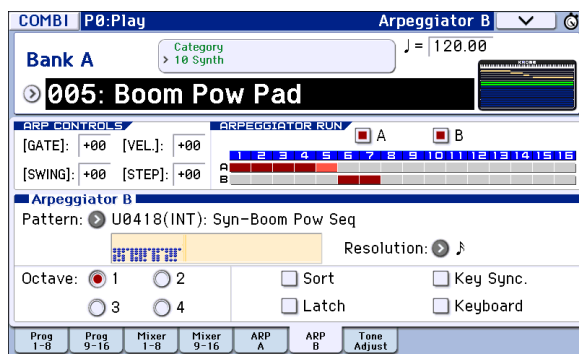 COMBI P0:Play Arpeggiator B
Bank A
Category
10 Synth
♩= 120.00
KRONOS
005: Boom Pow Pad
ARP CONTROLS
ARPEGGIATOR RUN
A B
[GATE]: +00 [VEL.]: +00
[SWING]: +00 [STEP]: +00
1 2 3 4 5 6 7 8 9 10 11 12 13 14 15 16
A
B
Arpeggiator B
Pattern: U0418(INT): Syn-Boom Pow Seq
Resolution: ♪
Octave: 1 2
3 4
Sort Key Sync.
Latch Keyboard
Prog 1-8 Prog 9-16 Mixer 1-8 Mixer 9-16 ARP A ARP B Tone Adjust